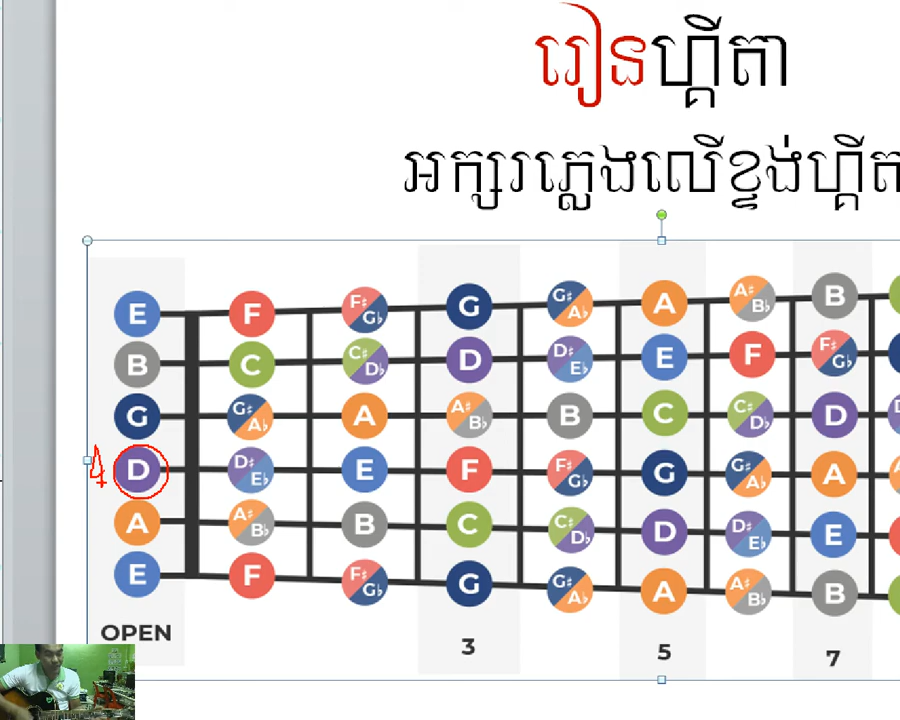 រៀនហ្គីតា
អក្សរភ្លេងលើខ្ទង់ហ្គីត
E F F♯ G♭ G G♯ A♭ A A♯ B♭ B
B C C♯ D♭ D D♯ E♭ E F F♯ G♭
G G♯ A♭ A A♯ B♭ B C C♯ D♭ D
4 D D♯ E♭ E F F♯ G♭ G G♯ A♭ A
A A♯ B♭ B C C♯ D♭ D D♯ E♭ E
E F F♯ G♭ G G♯ A♭ A A♯ B♭ B
OPEN 3 5 7